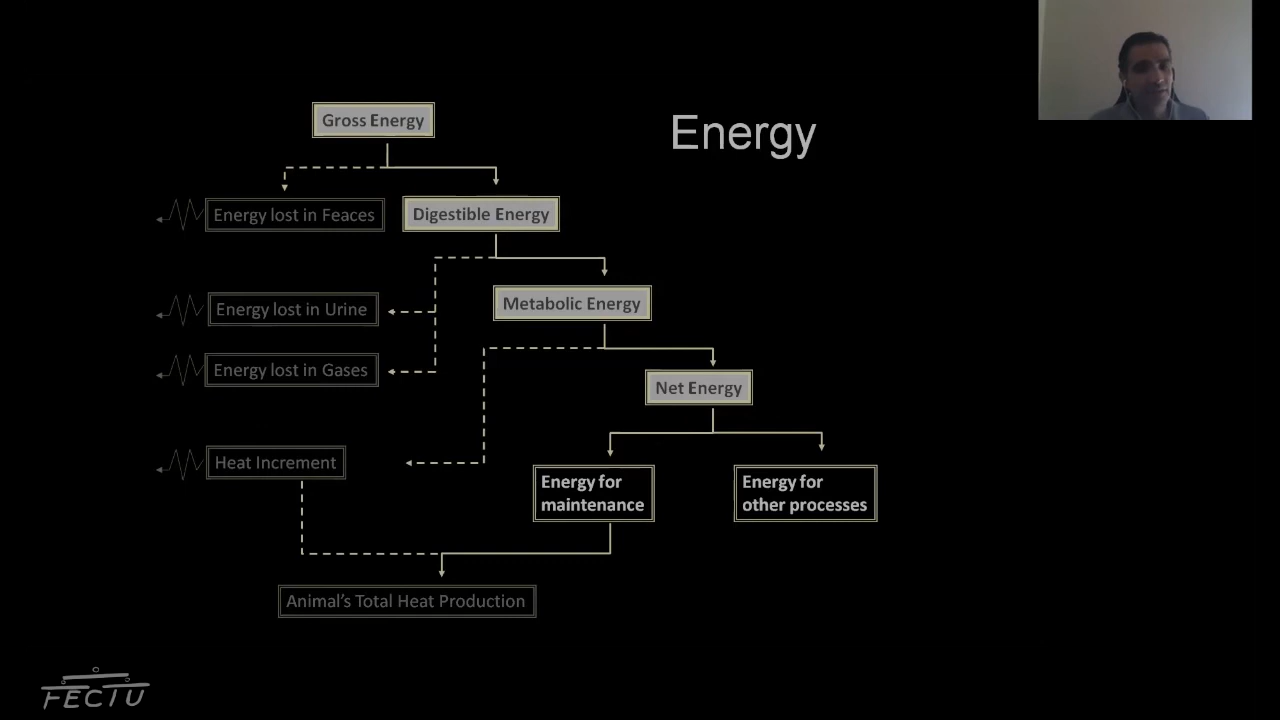 Gross Energy
Energy
Energy lost in Feaces
Digestible Energy
Energy lost in Urine
Metabolic Energy
Energy lost in Gases
Net Energy
Heat Increment
Energy for
maintenance
Energy for
other processes
Animal's Total Heat Production
FECTU